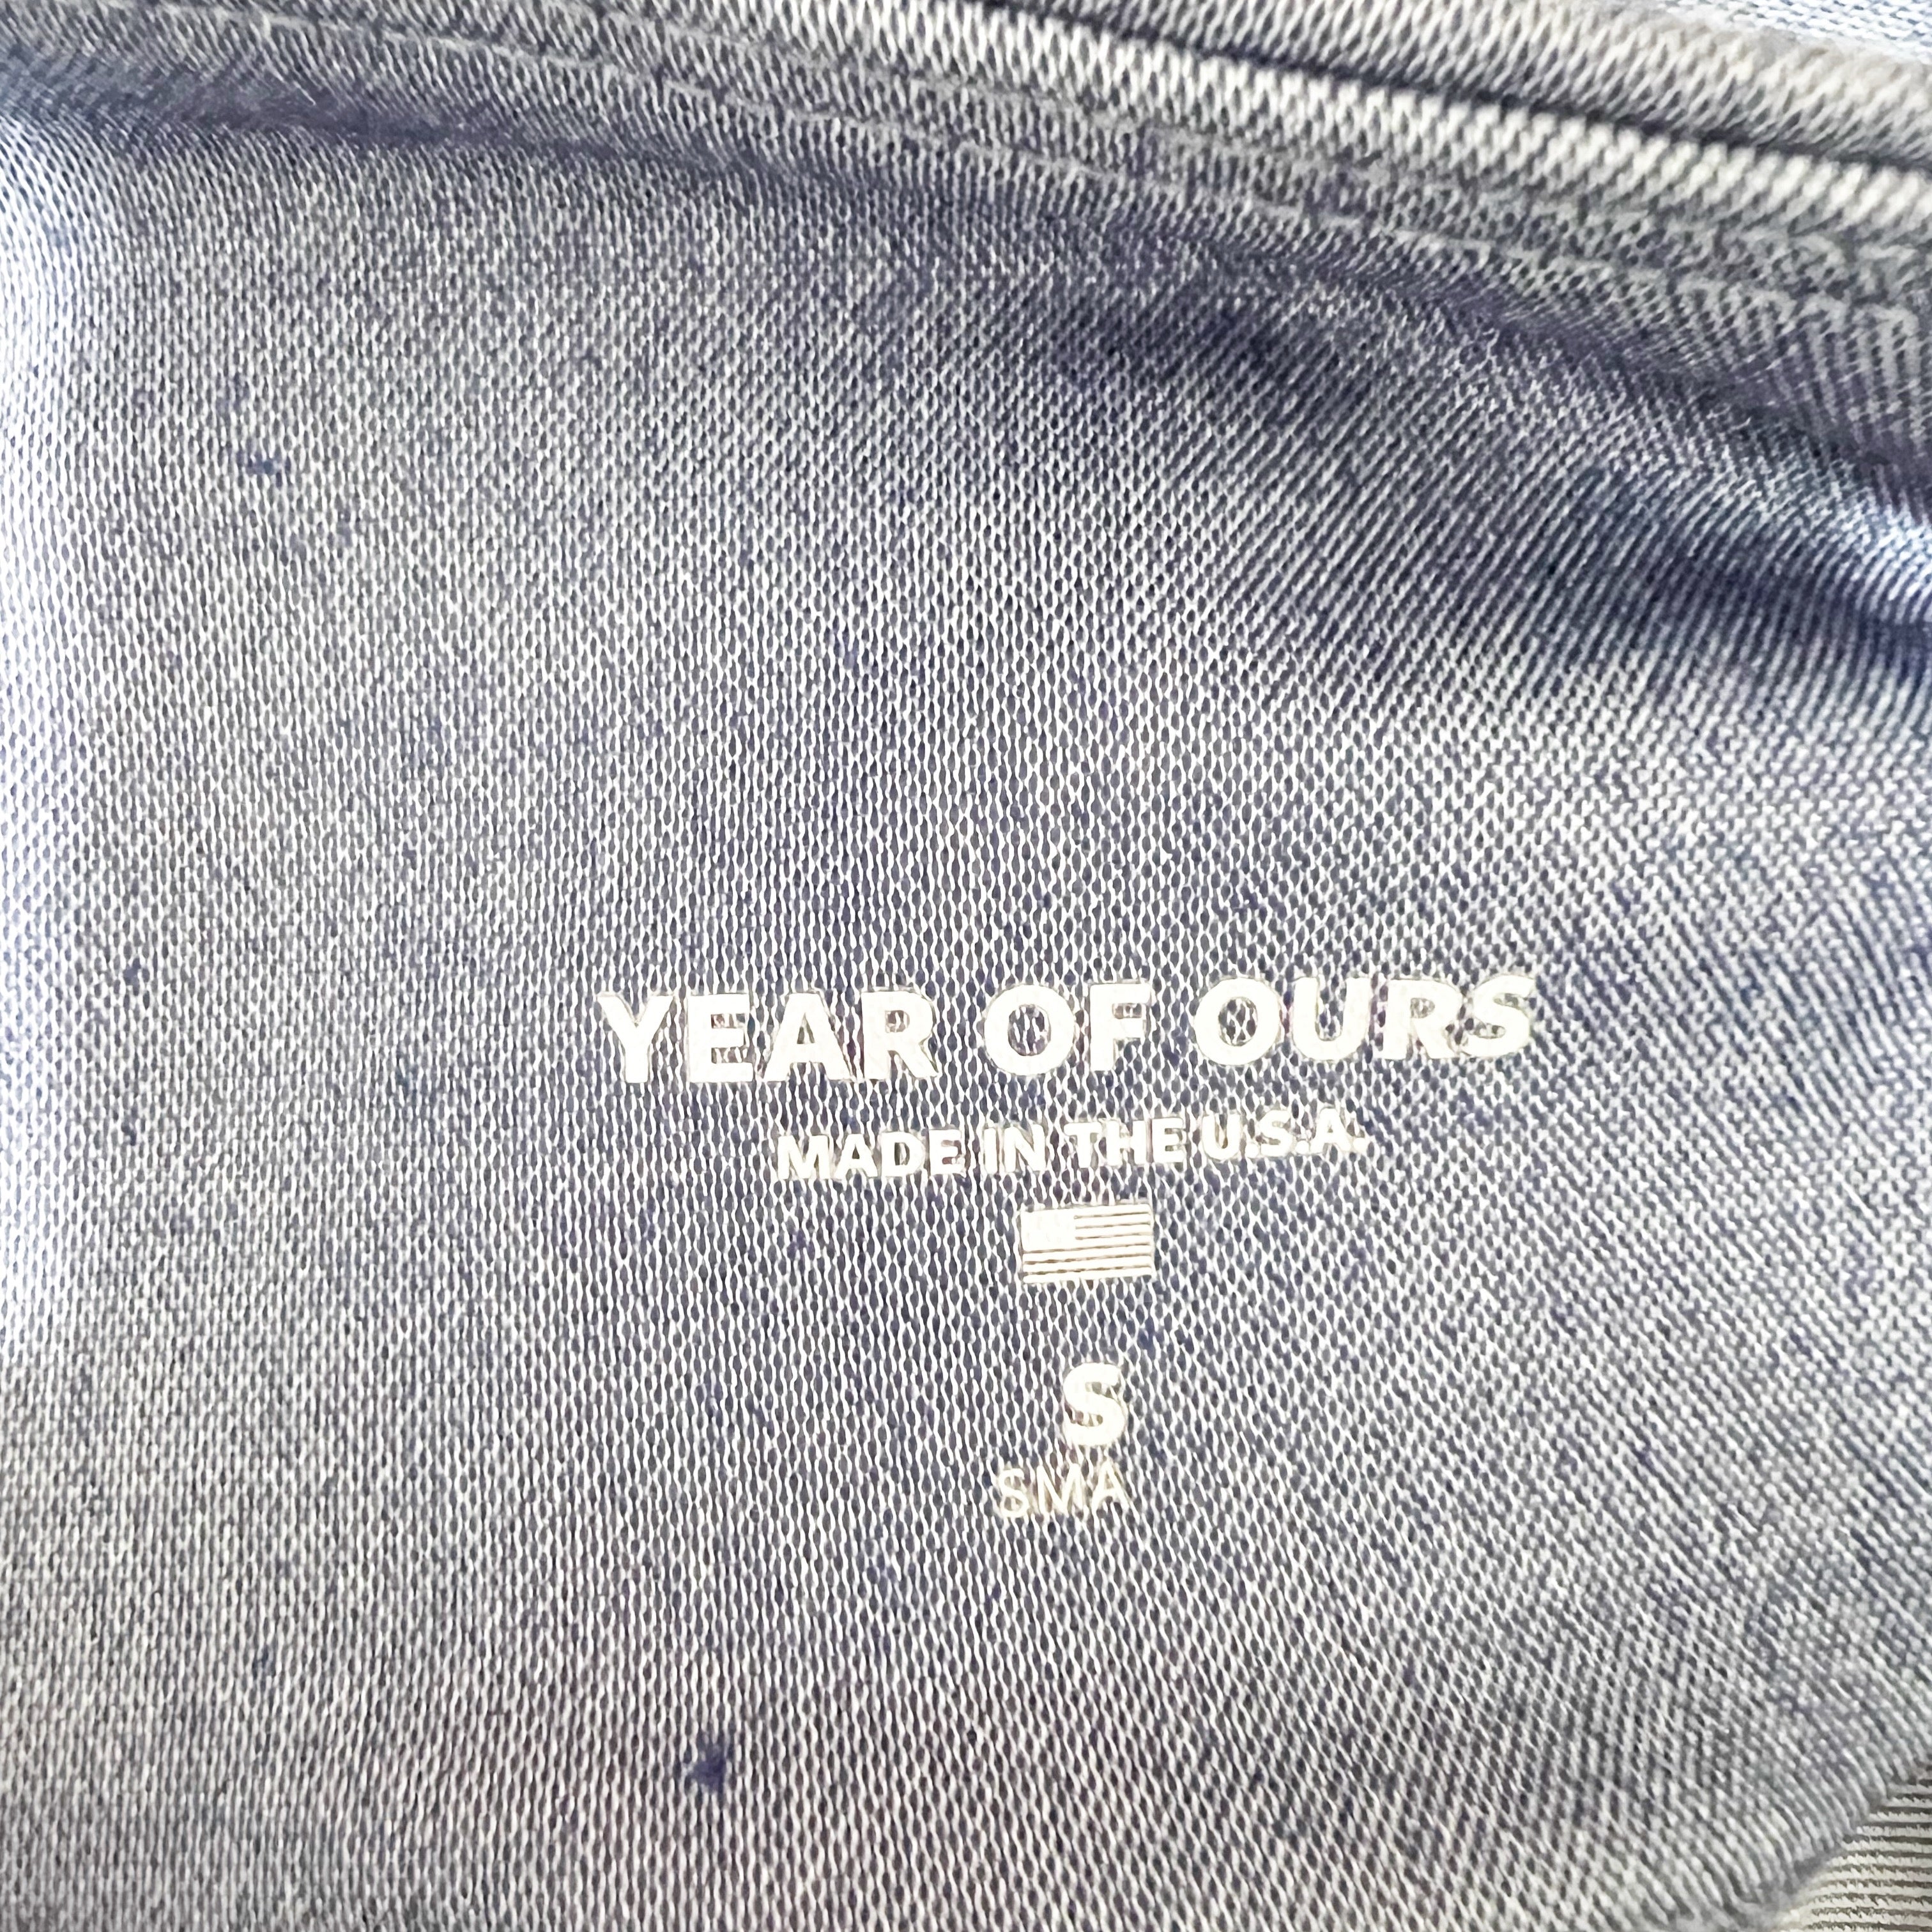 YEAR OF OURS
MADE IN THE U.S.A.
S
SMA